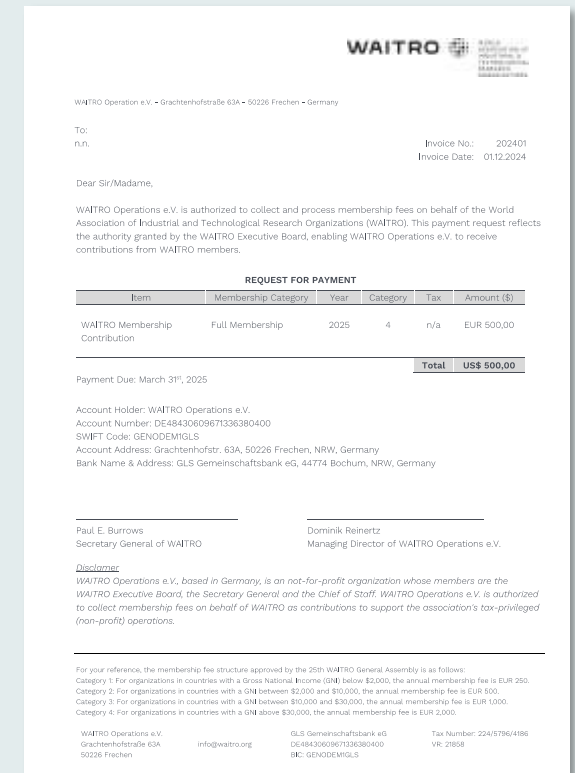 WAITRO
WAITRO Operation e.V. – Grachtenhofstraße 63A – 50226 Frechen – Germany
To:
n.n.
Invoice No.: 202401
Invoice Date: 01.12.2024
Dear Sir/Madame,
WAITRO Operations e.V. is authorized to collect and process membership fees on behalf of the World
Association of Industrial and Technological Research Organizations (WAITRO). This payment request reflects
the authority granted by the WAITRO Executive Board, enabling WAITRO Operations e.V. to receive
contributions from WAITRO members.
REQUEST FOR PAYMENT
Item Membership Category Year Category Tax Amount ($)
WAITRO Membership Full Membership 2025 4 n/a EUR 500,00
Contribution
Total US$ 500,00
Payment Due: March 31st, 2025
Account Holder: WAITRO Operations e.V.
Account Number: DE48430609671336380400
SWIFT Code: GENODEM1GLS
Account Address: Grachtenhofstr. 63A, 50226 Frechen, NRW, Germany
Bank Name & Address: GLS Gemeinschaftsbank eG, 44774 Bochum, NRW, Germany
Paul E. Burrows Dominik Reinertz
Secretary General of WAITRO Managing Director of WAITRO Operations e.V.
Disclamer
WAITRO Operations e.V., based in Germany, is an not-for-profit organization whose members are the
WAITRO Executive Board, the Secretary General and the Chief of Staff. WAITRO Operations e.V. is authorized
to collect membership fees on behalf of WAITRO as contributions to support the association's tax-privileged
(non-profit) operations.
For your reference, the membership fee structure approved by the 25th WAITRO General Assembly is as follows:
Category 1: For organizations in countries with a Gross National Income (GNI) below $2,000, the annual membership fee is EUR 250.
Category 2: For organizations in countries with a GNI between $2,000 and $10,000, the annual membership fee is EUR 500.
Category 3: For organizations in countries with a GNI between $10,000 and $30,000, the annual membership fee is EUR 1,000.
Category 4: For organizations in countries with a GNI above $30,000, the annual membership fee is EUR 2,000.
WAITRO Operations e.V. GLS Gemeinschaftsbank eG Tax Number: 224/5796/4186
Grachtenhofstraße 63A info@waitro.org DE48430609671336380400 VR: 21858
50226 Frechen BIC: GENODEM1GLS